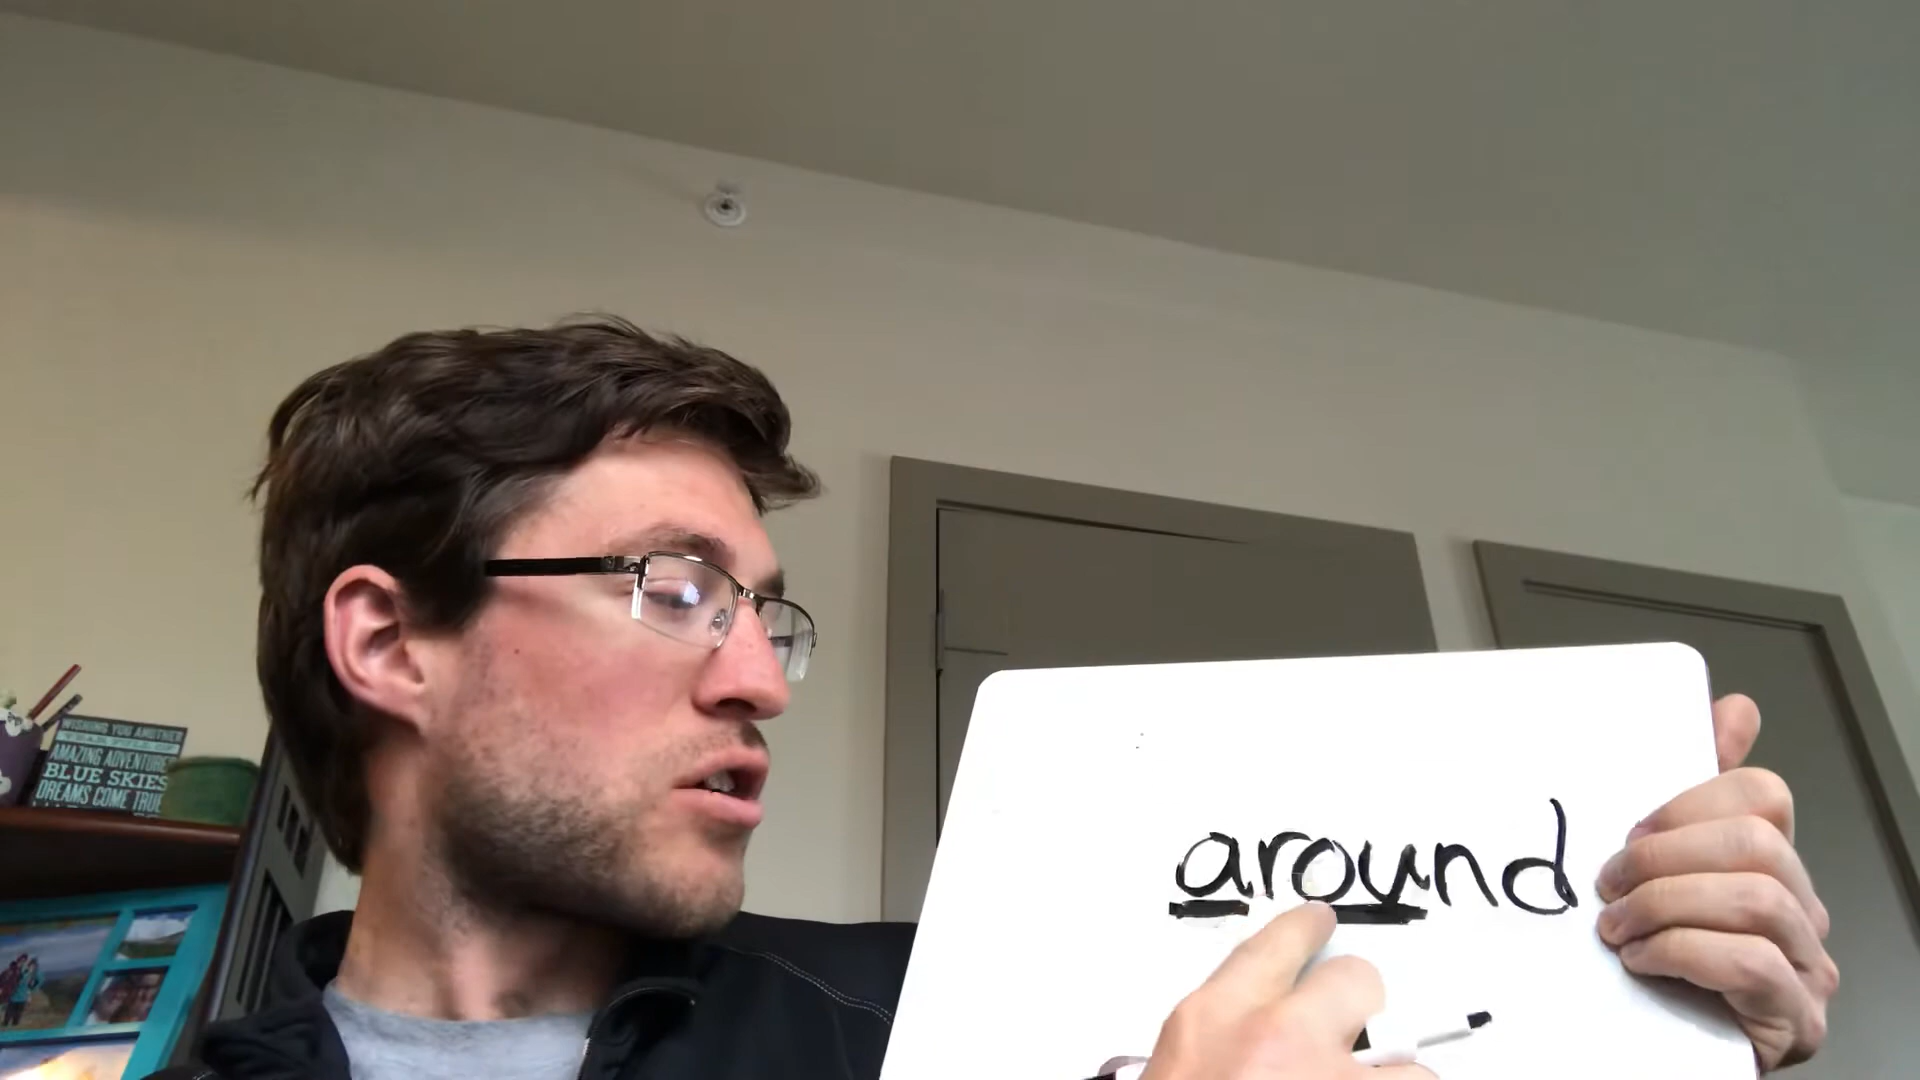 WISHING YOU ANOTHER
AMAZING ADVENTURES
BLUE SKIES
DREAMS COME TRUE
around